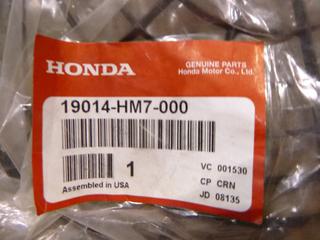 HONDA
GENUINE PARTS
Honda Motor Co., Ltd.
19014-HM7-000
1
Assembled in USA
VC 001530
CP CRN
JD 08135